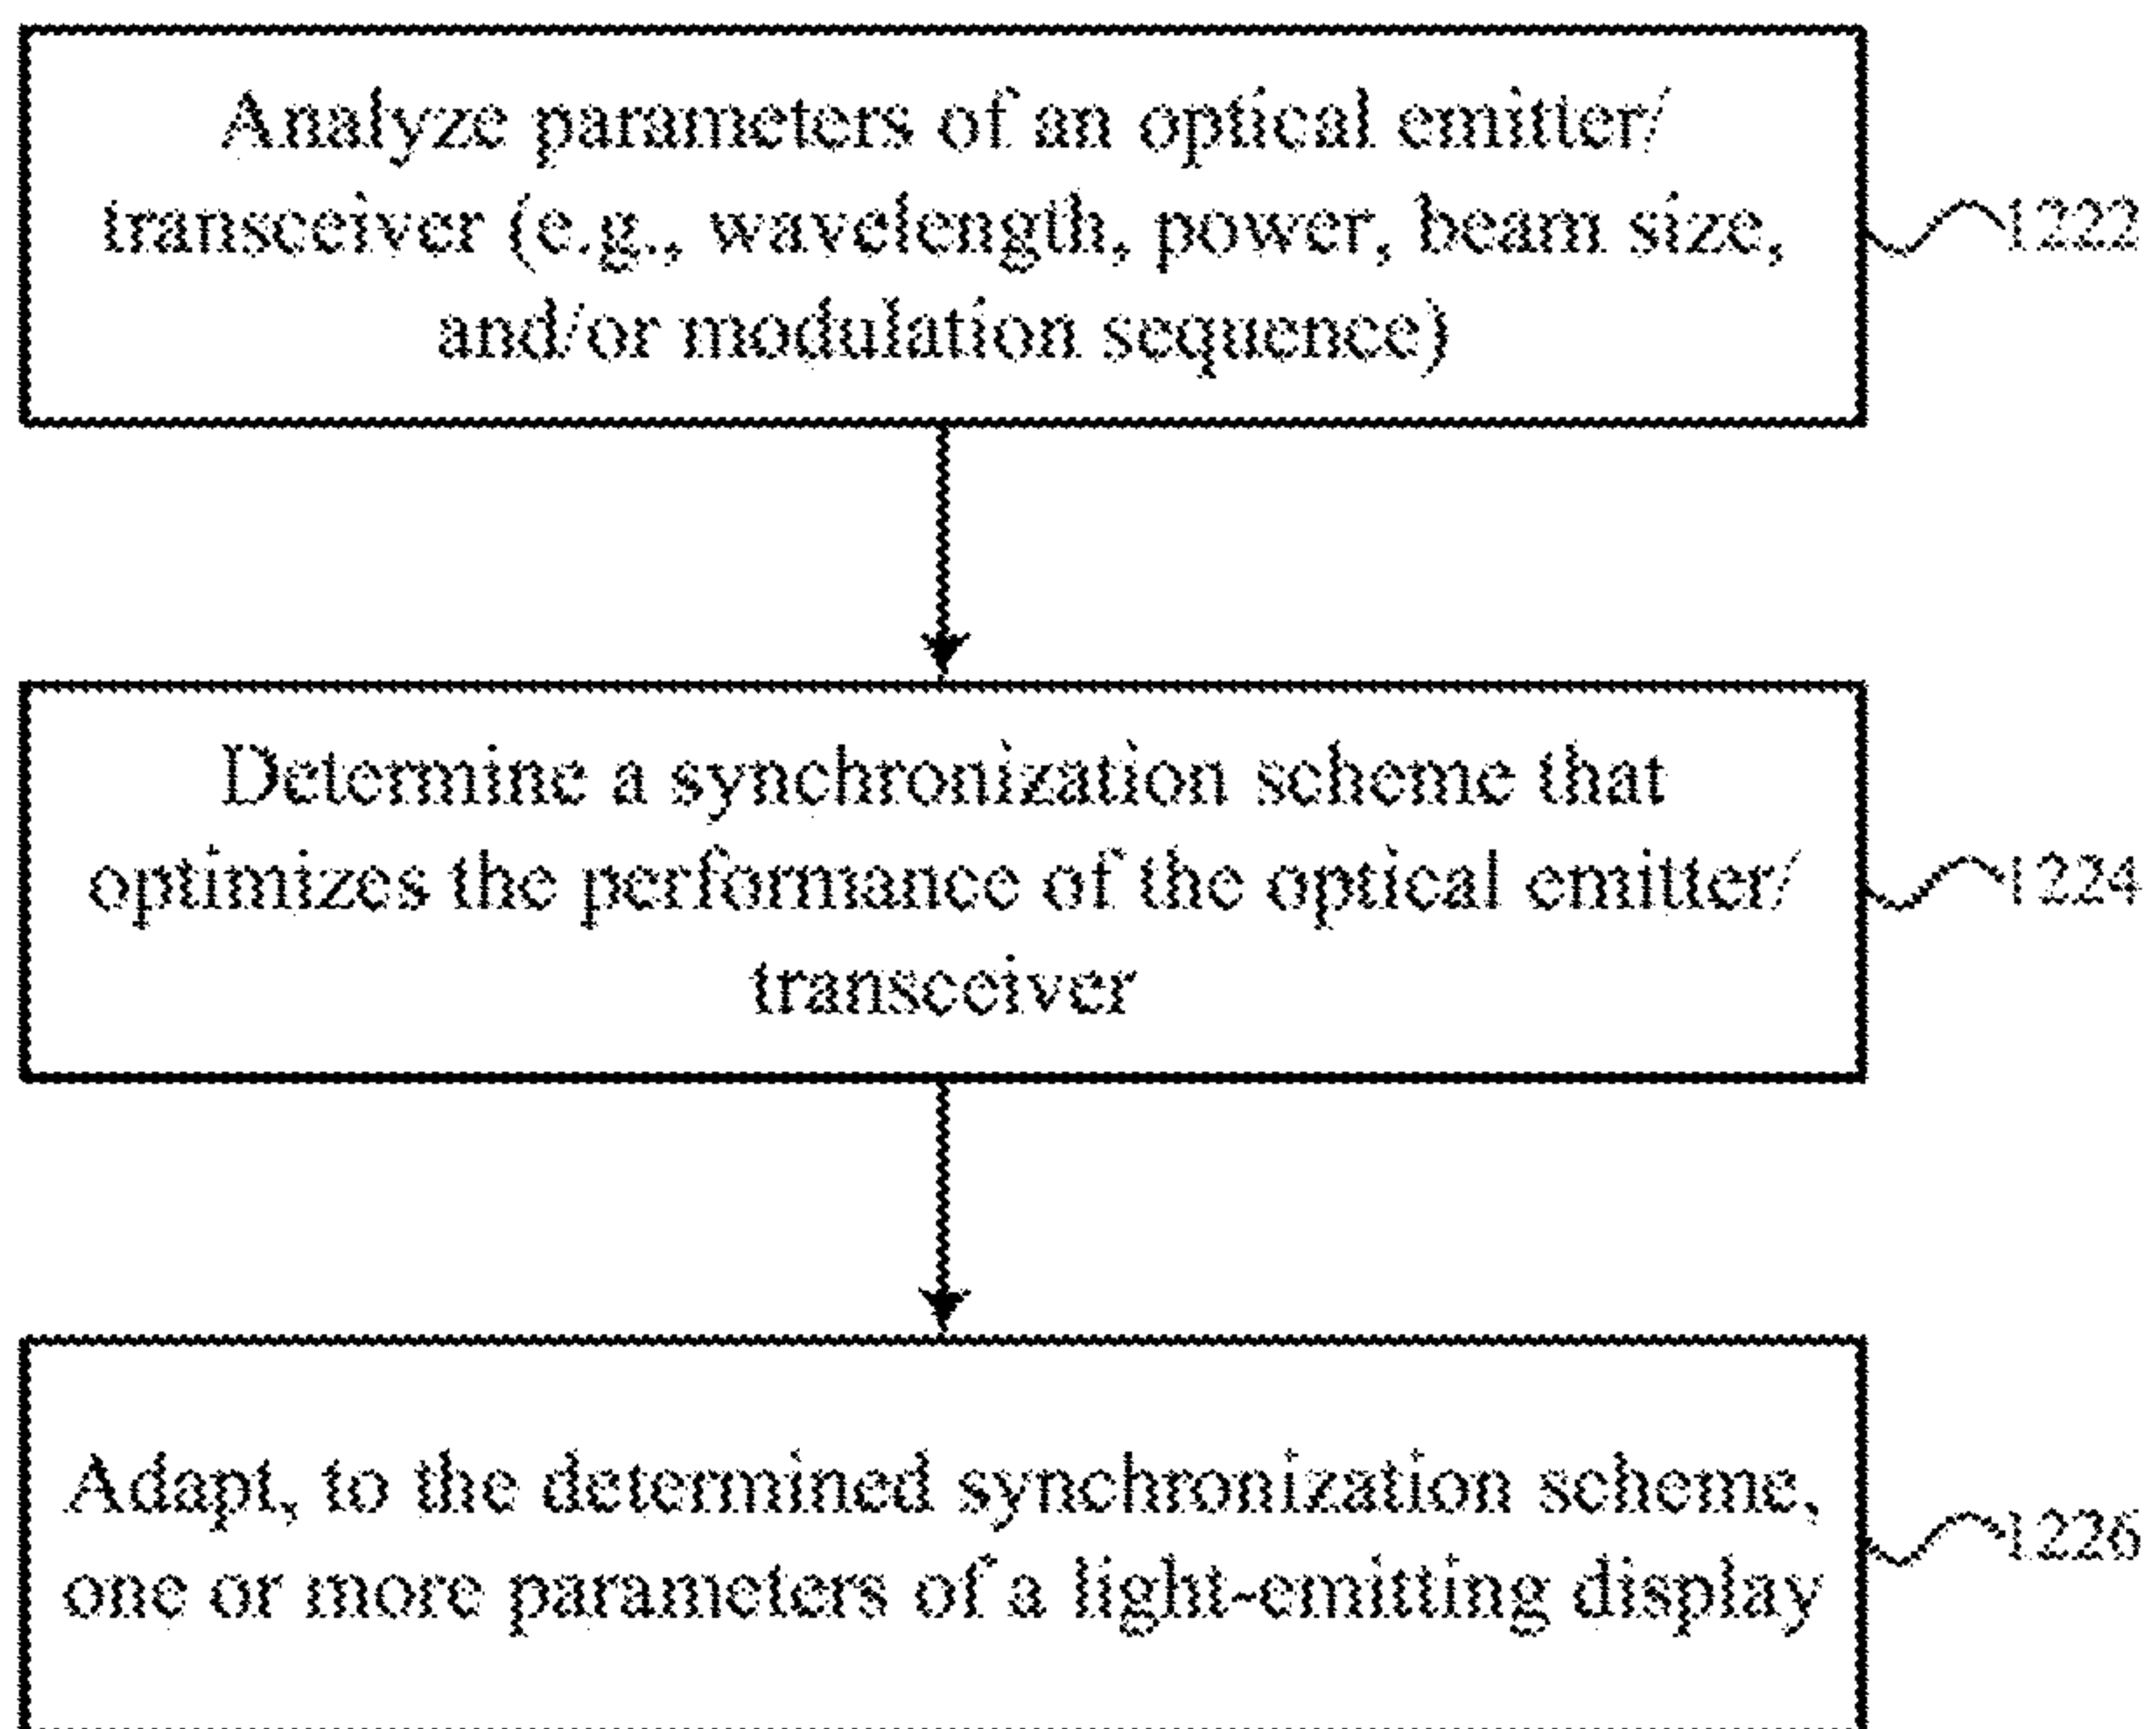 Analyze parameters of an optical emitter/
transceiver (e.g., wavelength, power, beam size,
and/or modulation sequence)
1222
Determine a synchronization scheme that
optimizes the performance of the optical emitter/
transceiver
1224
Adapt, to the determined synchronization scheme,
one or more parameters of a light-emitting display
1226